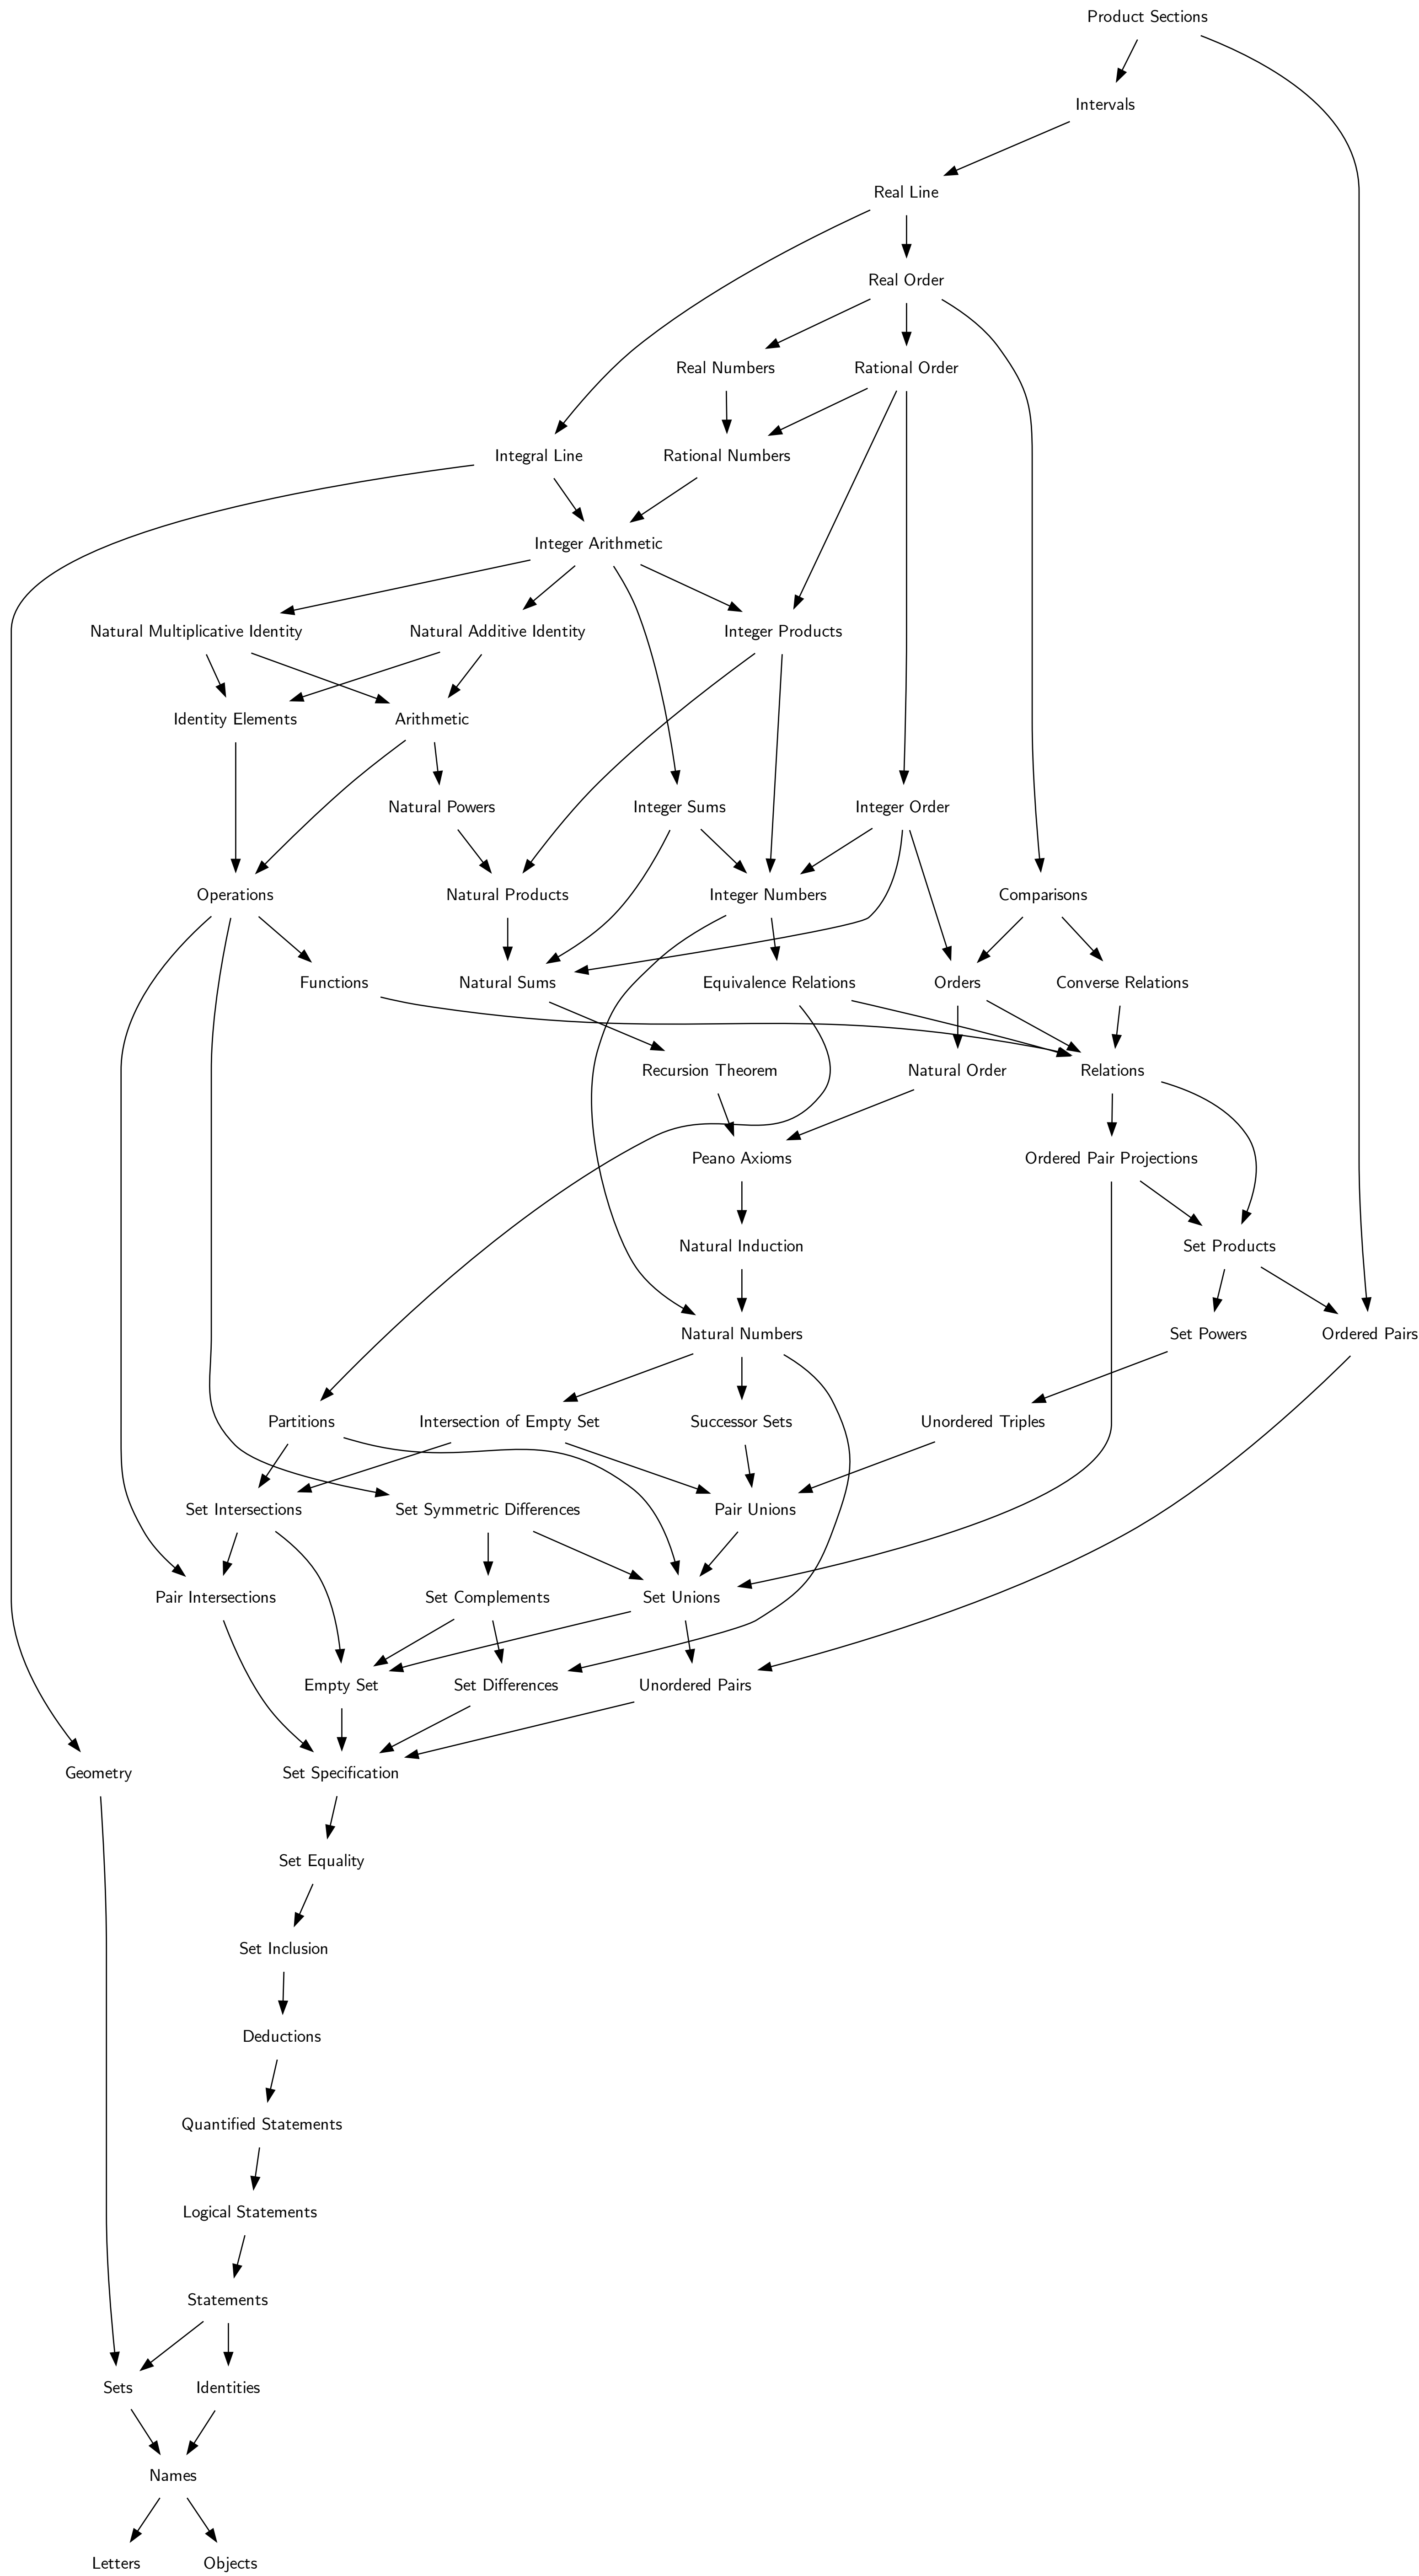 Product Sections
Intervals
Real Line
Real Order
Real Numbers
Rational Order
Integral Line
Rational Numbers
Integer Arithmetic
Natural Multiplicative Identity
Natural Additive Identity
Integer Products
Identity Elements
Arithmetic
Natural Powers
Integer Sums
Integer Order
Operations
Natural Products
Integer Numbers
Comparisons
Functions
Natural Sums
Equivalence Relations
Orders
Converse Relations
Recursion Theorem
Natural Order
Relations
Peano Axioms
Ordered Pair Projections
Natural Induction
Set Products
Natural Numbers
Set Powers
Ordered Pairs
Partitions
Intersection of Empty Set
Successor Sets
Unordered Triples
Set Intersections
Set Symmetric Differences
Pair Unions
Pair Intersections
Set Complements
Set Unions
Empty Set
Set Differences
Unordered Pairs
Geometry
Set Specification
Set Equality
Set Inclusion
Deductions
Quantified Statements
Logical Statements
Statements
Sets
Identities
Names
Letters
Objects